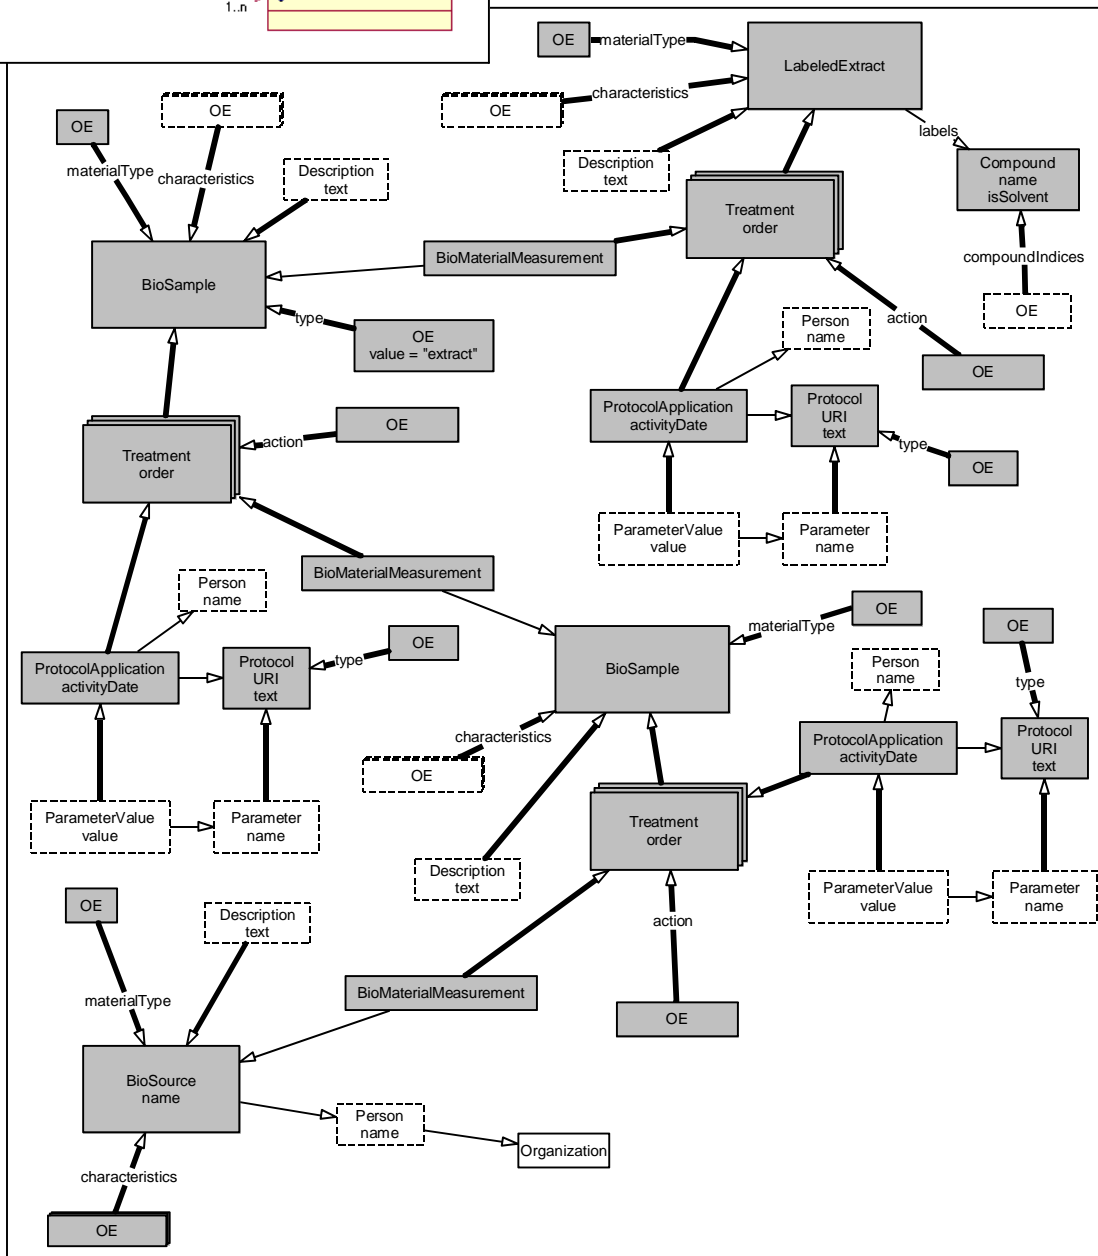 1..n
OE
materialType
LabeledExtract
characteristics
OE
Description
text
labels
Compound
name
isSolvent
compoundIndices
OE
Treatment
order
action
OE
BioMaterialMeasurement
Person
name
ProtocolApplication
activityDate
Protocol
URI
text
type
OE
ParameterValue
value
Parameter
name
OE
OE
materialType
characteristics
Description
text
BioSample
type
OE
value = "extract"
Treatment
order
action
OE
BioMaterialMeasurement
Person
name
ProtocolApplication
activityDate
Protocol
URI
text
type
OE
ParameterValue
value
Parameter
name
BioSample
materialType
OE
characteristics
OE
Description
text
Treatment
order
action
OE
Person
name
ProtocolApplication
activityDate
OE
type
Protocol
URI
text
ParameterValue
value
Parameter
name
BioMaterialMeasurement
OE
Description
text
materialType
BioSource
name
Person
name
Organization
characteristics
OE